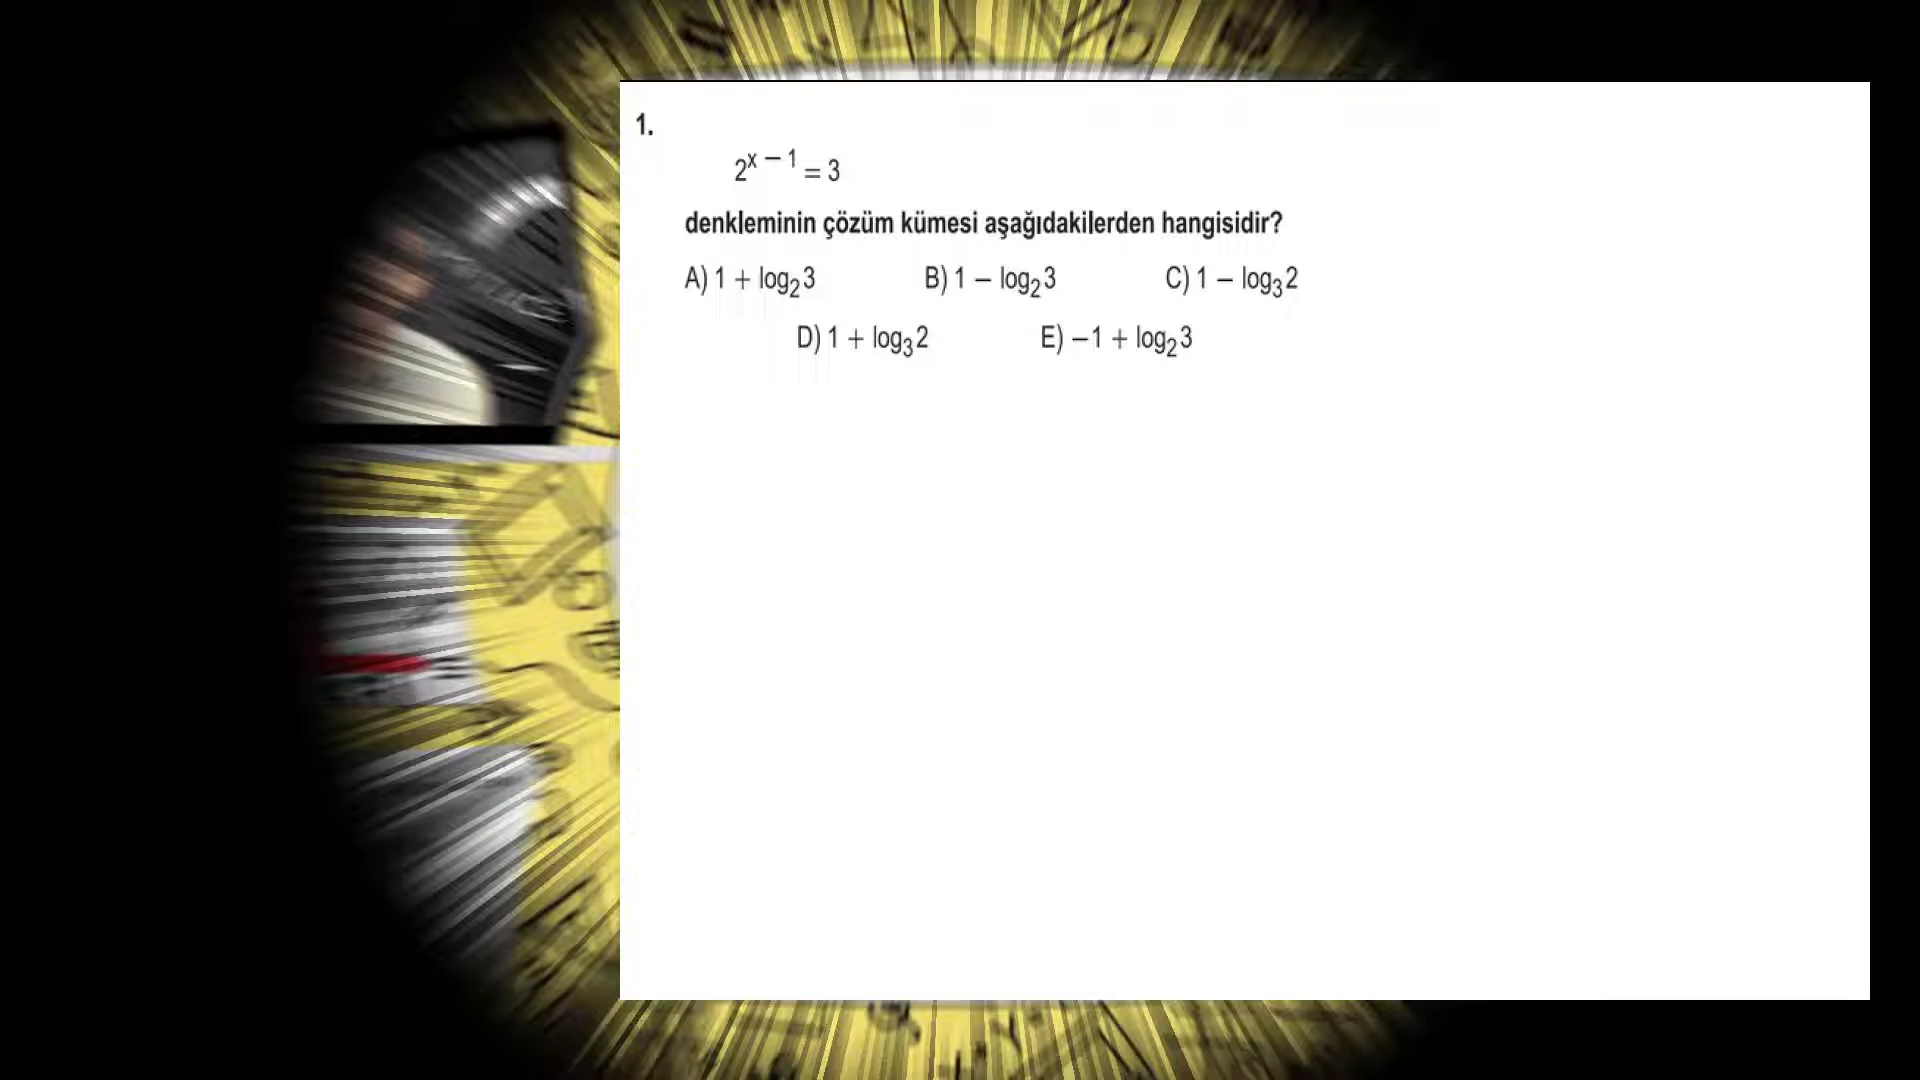 1.
2^{x − 1} = 3
denkleminin çözüm kümesi aşağıdakilerden hangisidir?
A) 1 + log₂3 B) 1 − log₂3 C) 1 − log₃2
D) 1 + log₃2 E) −1 + log₂3